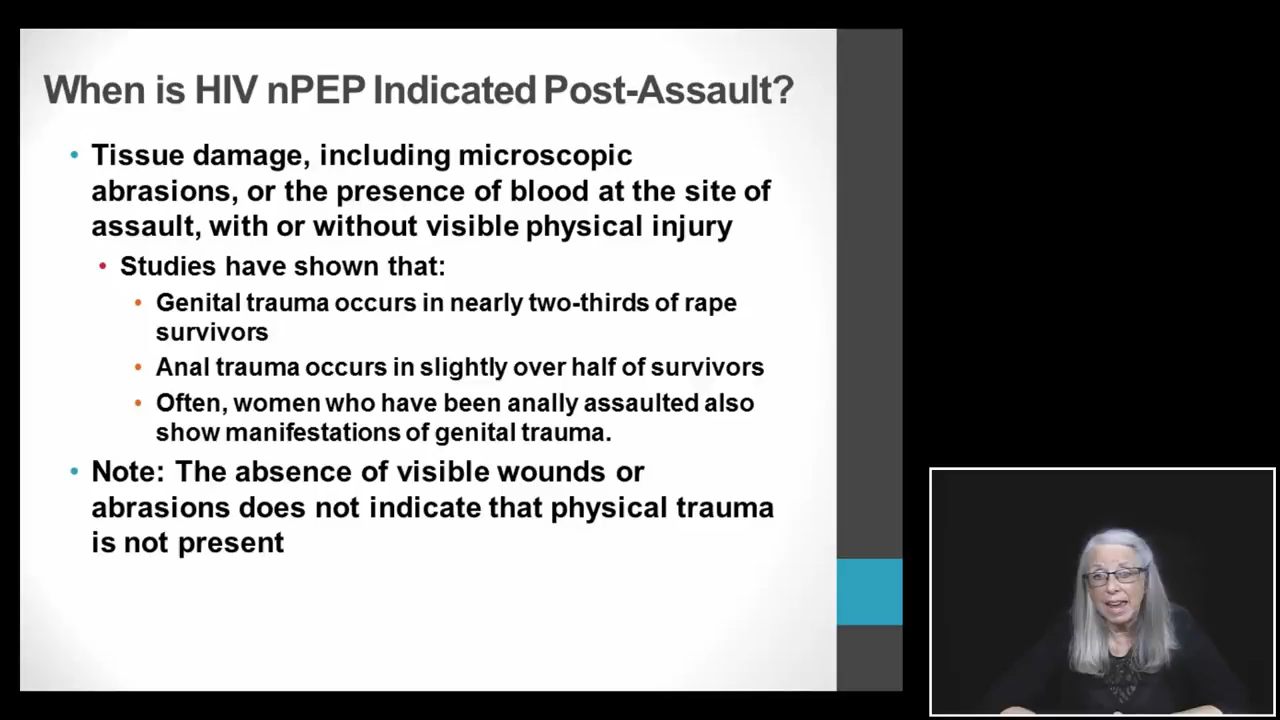 When is HIV nPEP Indicated Post-Assault?
• Tissue damage, including microscopic
abrasions, or the presence of blood at the site of
assault, with or without visible physical injury
• Studies have shown that:
• Genital trauma occurs in nearly two-thirds of rape
survivors
• Anal trauma occurs in slightly over half of survivors
• Often, women who have been anally assaulted also
show manifestations of genital trauma.
• Note: The absence of visible wounds or
abrasions does not indicate that physical trauma
is not present